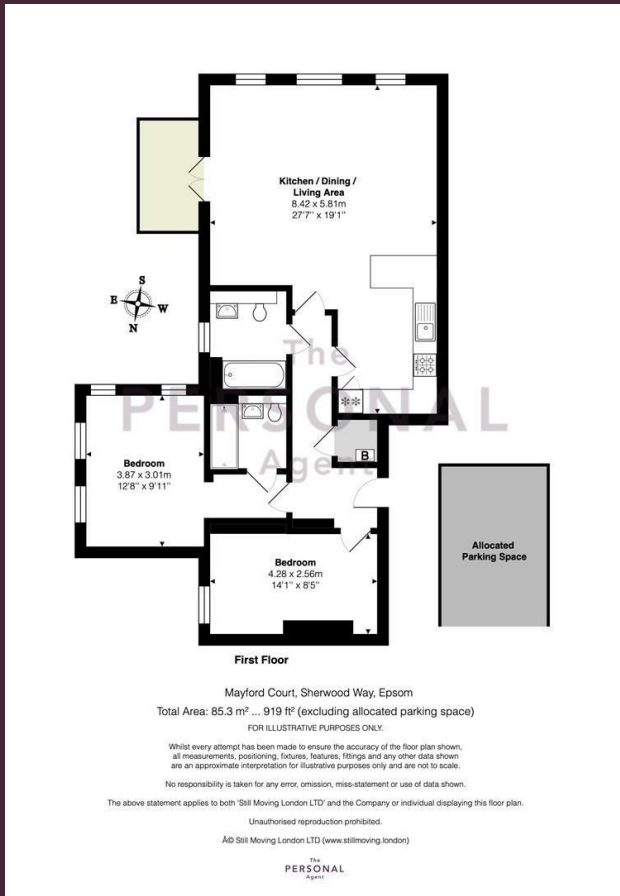 Kitchen / Dining /
Living Area
8.42 x 5.81m
27'7" x 19'1"
S
E
W
N
The
PERSONAL
Agent
B
Bedroom
3.87 x 3.01m
12'8" x 9'11"
Allocated
Parking Space
Bedroom
4.28 x 2.56m
14'1" x 8'5"
First Floor
Mayford Court, Sherwood Way, Epsom
Total Area: 85.3 m² ... 919 ft² (excluding allocated parking space)
FOR ILLUSTRATIVE PURPOSES ONLY.
Whilst every attempt has been made to ensure the accuracy of the floor plan shown,
all measurements, positioning, fixtures, features, fittings and any other data shown
are an approximate interpretation for illustrative purposes only and are not to scale.
No responsibility is taken for any error, omission, miss-statement or use of data shown.
The above statement applies to both 'Still Moving London LTD' and the Company or individual displaying this floor plan.
Unauthorised reproduction prohibited.
Â© Still Moving London LTD (www.stillmoving.london)
The
PERSONAL
Agent